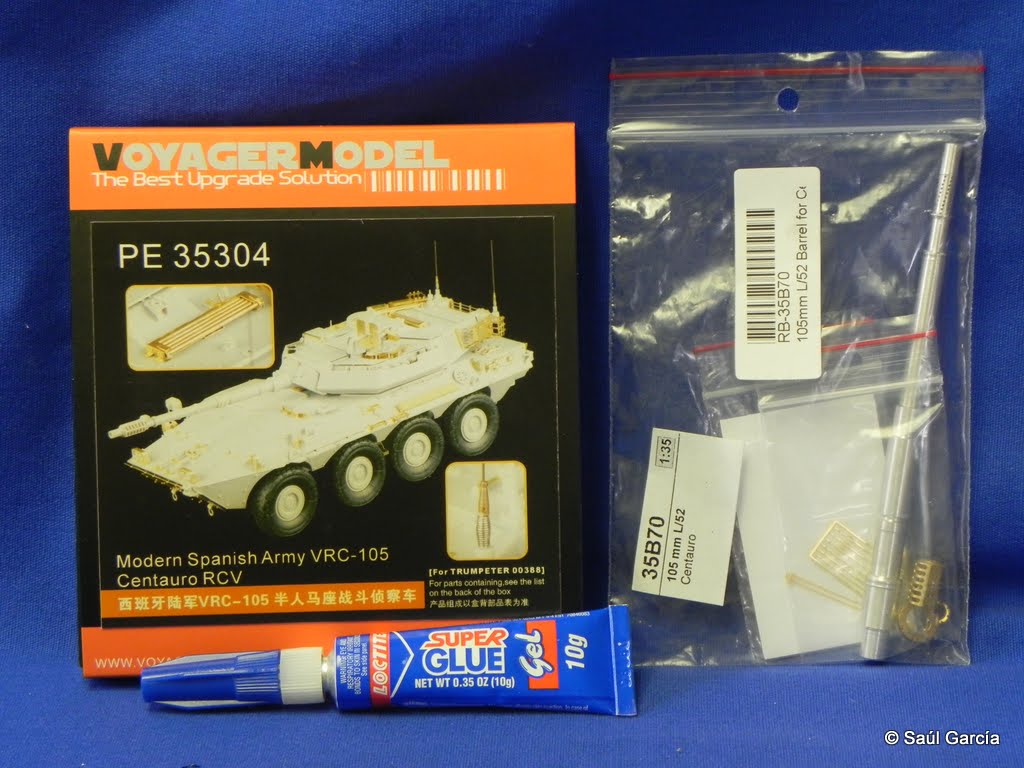 VOYAGERMODEL
The Best Upgrade Solution
PE 35304
Modern Spanish Army VRC-105
Centauro RCV
[For TRUMPETER 00388]
For parts containing,see the list
on the back of the box
产品组成以盒背部品表为准
西班牙陆军VRC-105 半人马座战斗侦察车
WWW.VOYA
RB-35B70
105mm L/52 Barrel for Ce
1:35
35B70
105 mm L/52
Centauro
LOCTITE
SUPER
GLUE
Gel
10g
NET WT 0.35 OZ (10g)
© Saúl García